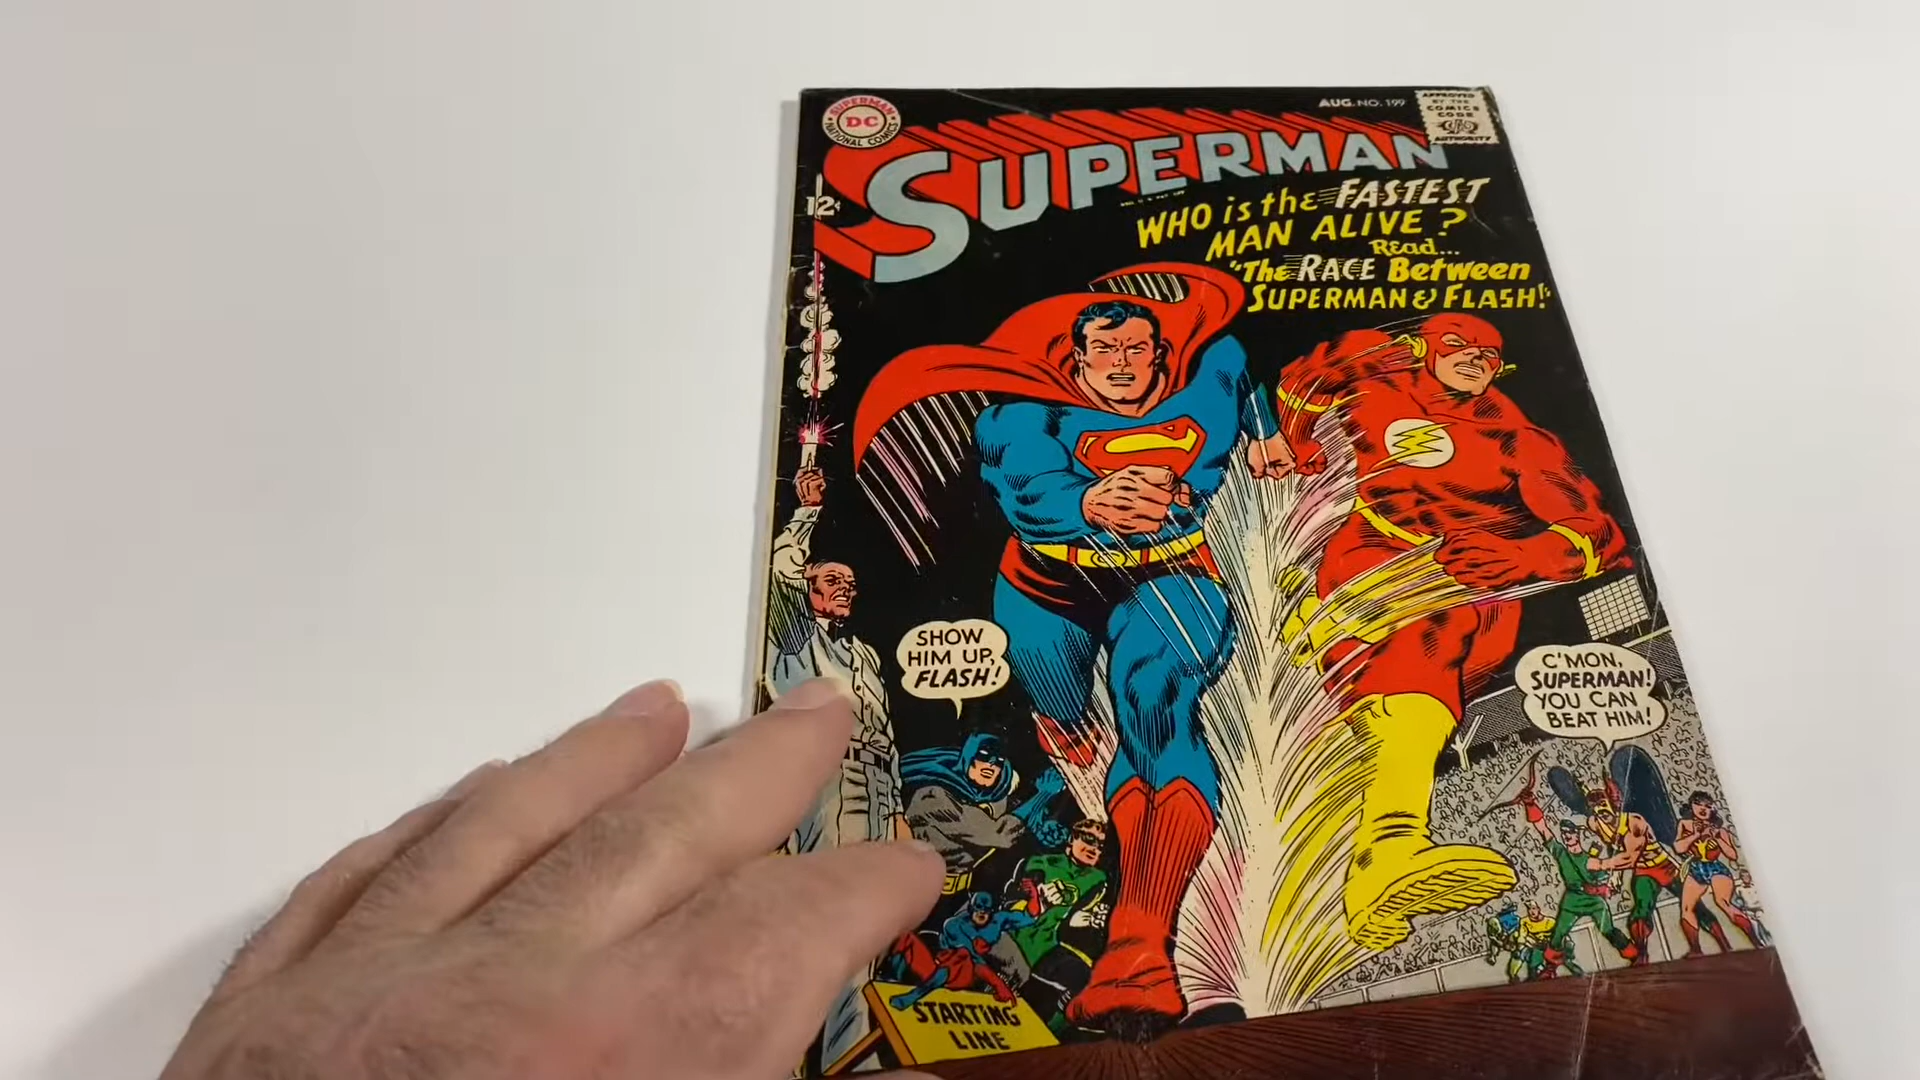 SUPERMAN
DC
NATIONAL COMICS
AUG. NO. 199
APPROVED
BY THE
COMICS
CODE
AUTHORITY
12¢
SUPERMAN
WHO is the FASTEST
MAN ALIVE?
Read...
"The RACE Between
SUPERMAN & FLASH!"
SHOW
HIM UP,
FLASH!
C'MON,
SUPERMAN!
YOU CAN
BEAT HIM!
STARTING
LINE